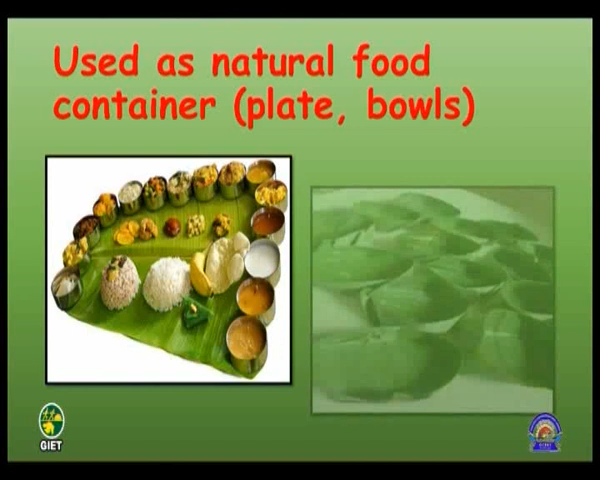 Used as natural food
container (plate, bowls)
GIET